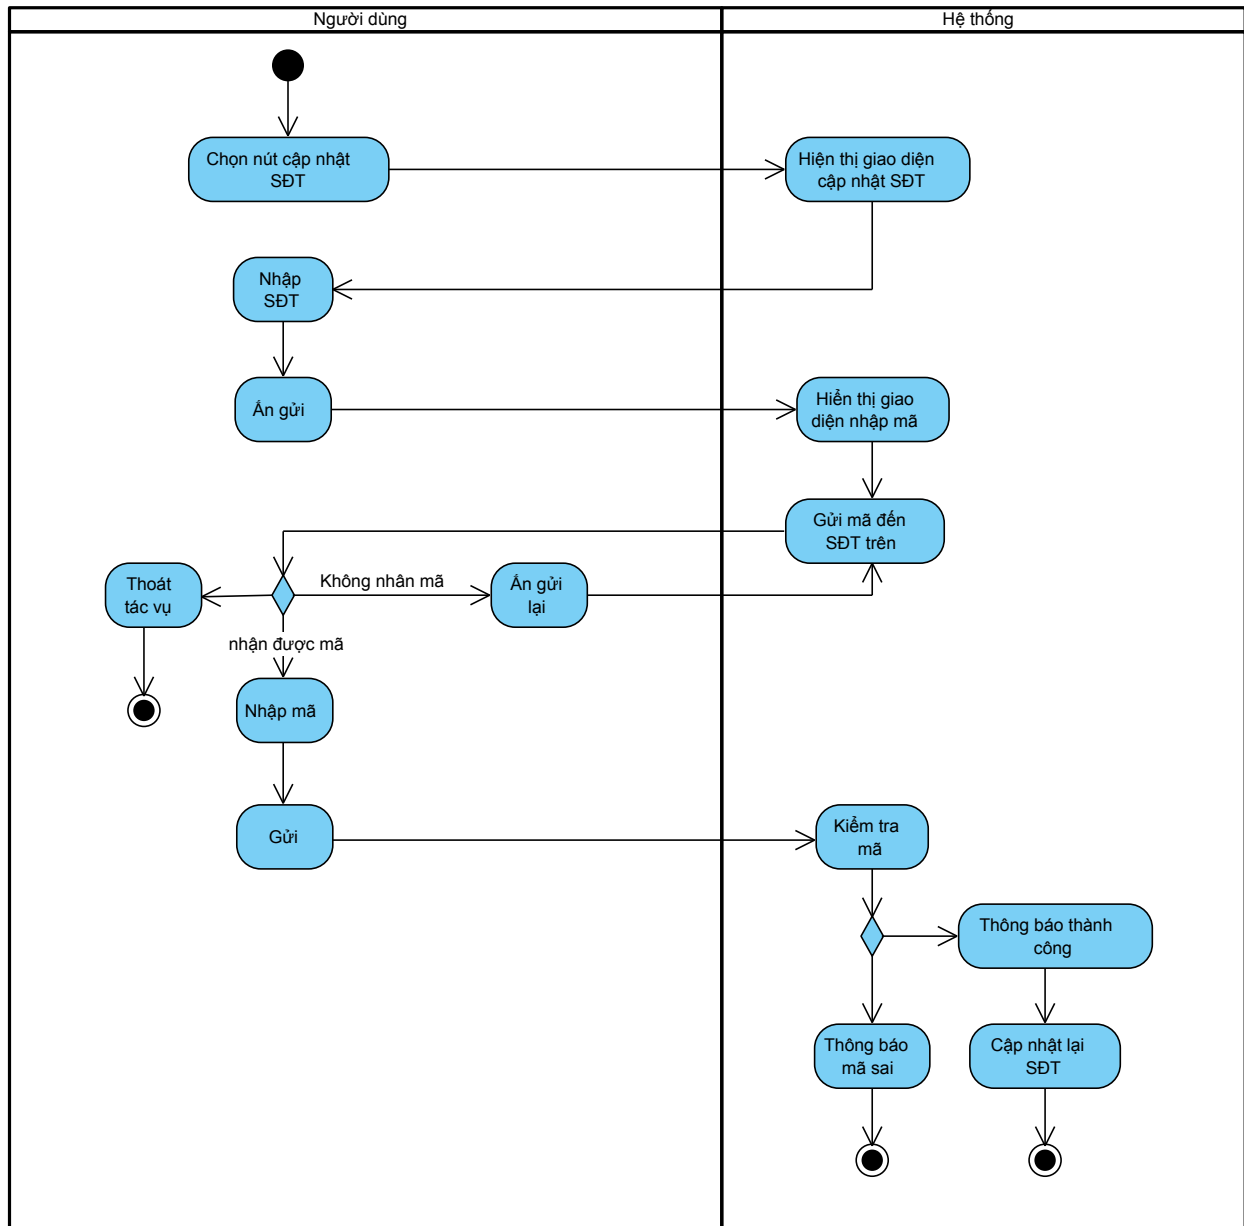 Người dùng
Hệ thống
Chọn nút cập nhật
SĐT
Hiện thị giao diện
cập nhật SĐT
Nhập
SĐT
Ấn gửi
Hiển thị giao
diện nhập mã
Gửi mã đến
SĐT trên
Thoát
tác vụ
Không nhân mã
Ấn gửi
lại
nhận được mã
Nhập mã
Gửi
Kiểm tra
mã
Thông báo thành
công
Thông báo
mã sai
Cập nhật lại
SĐT